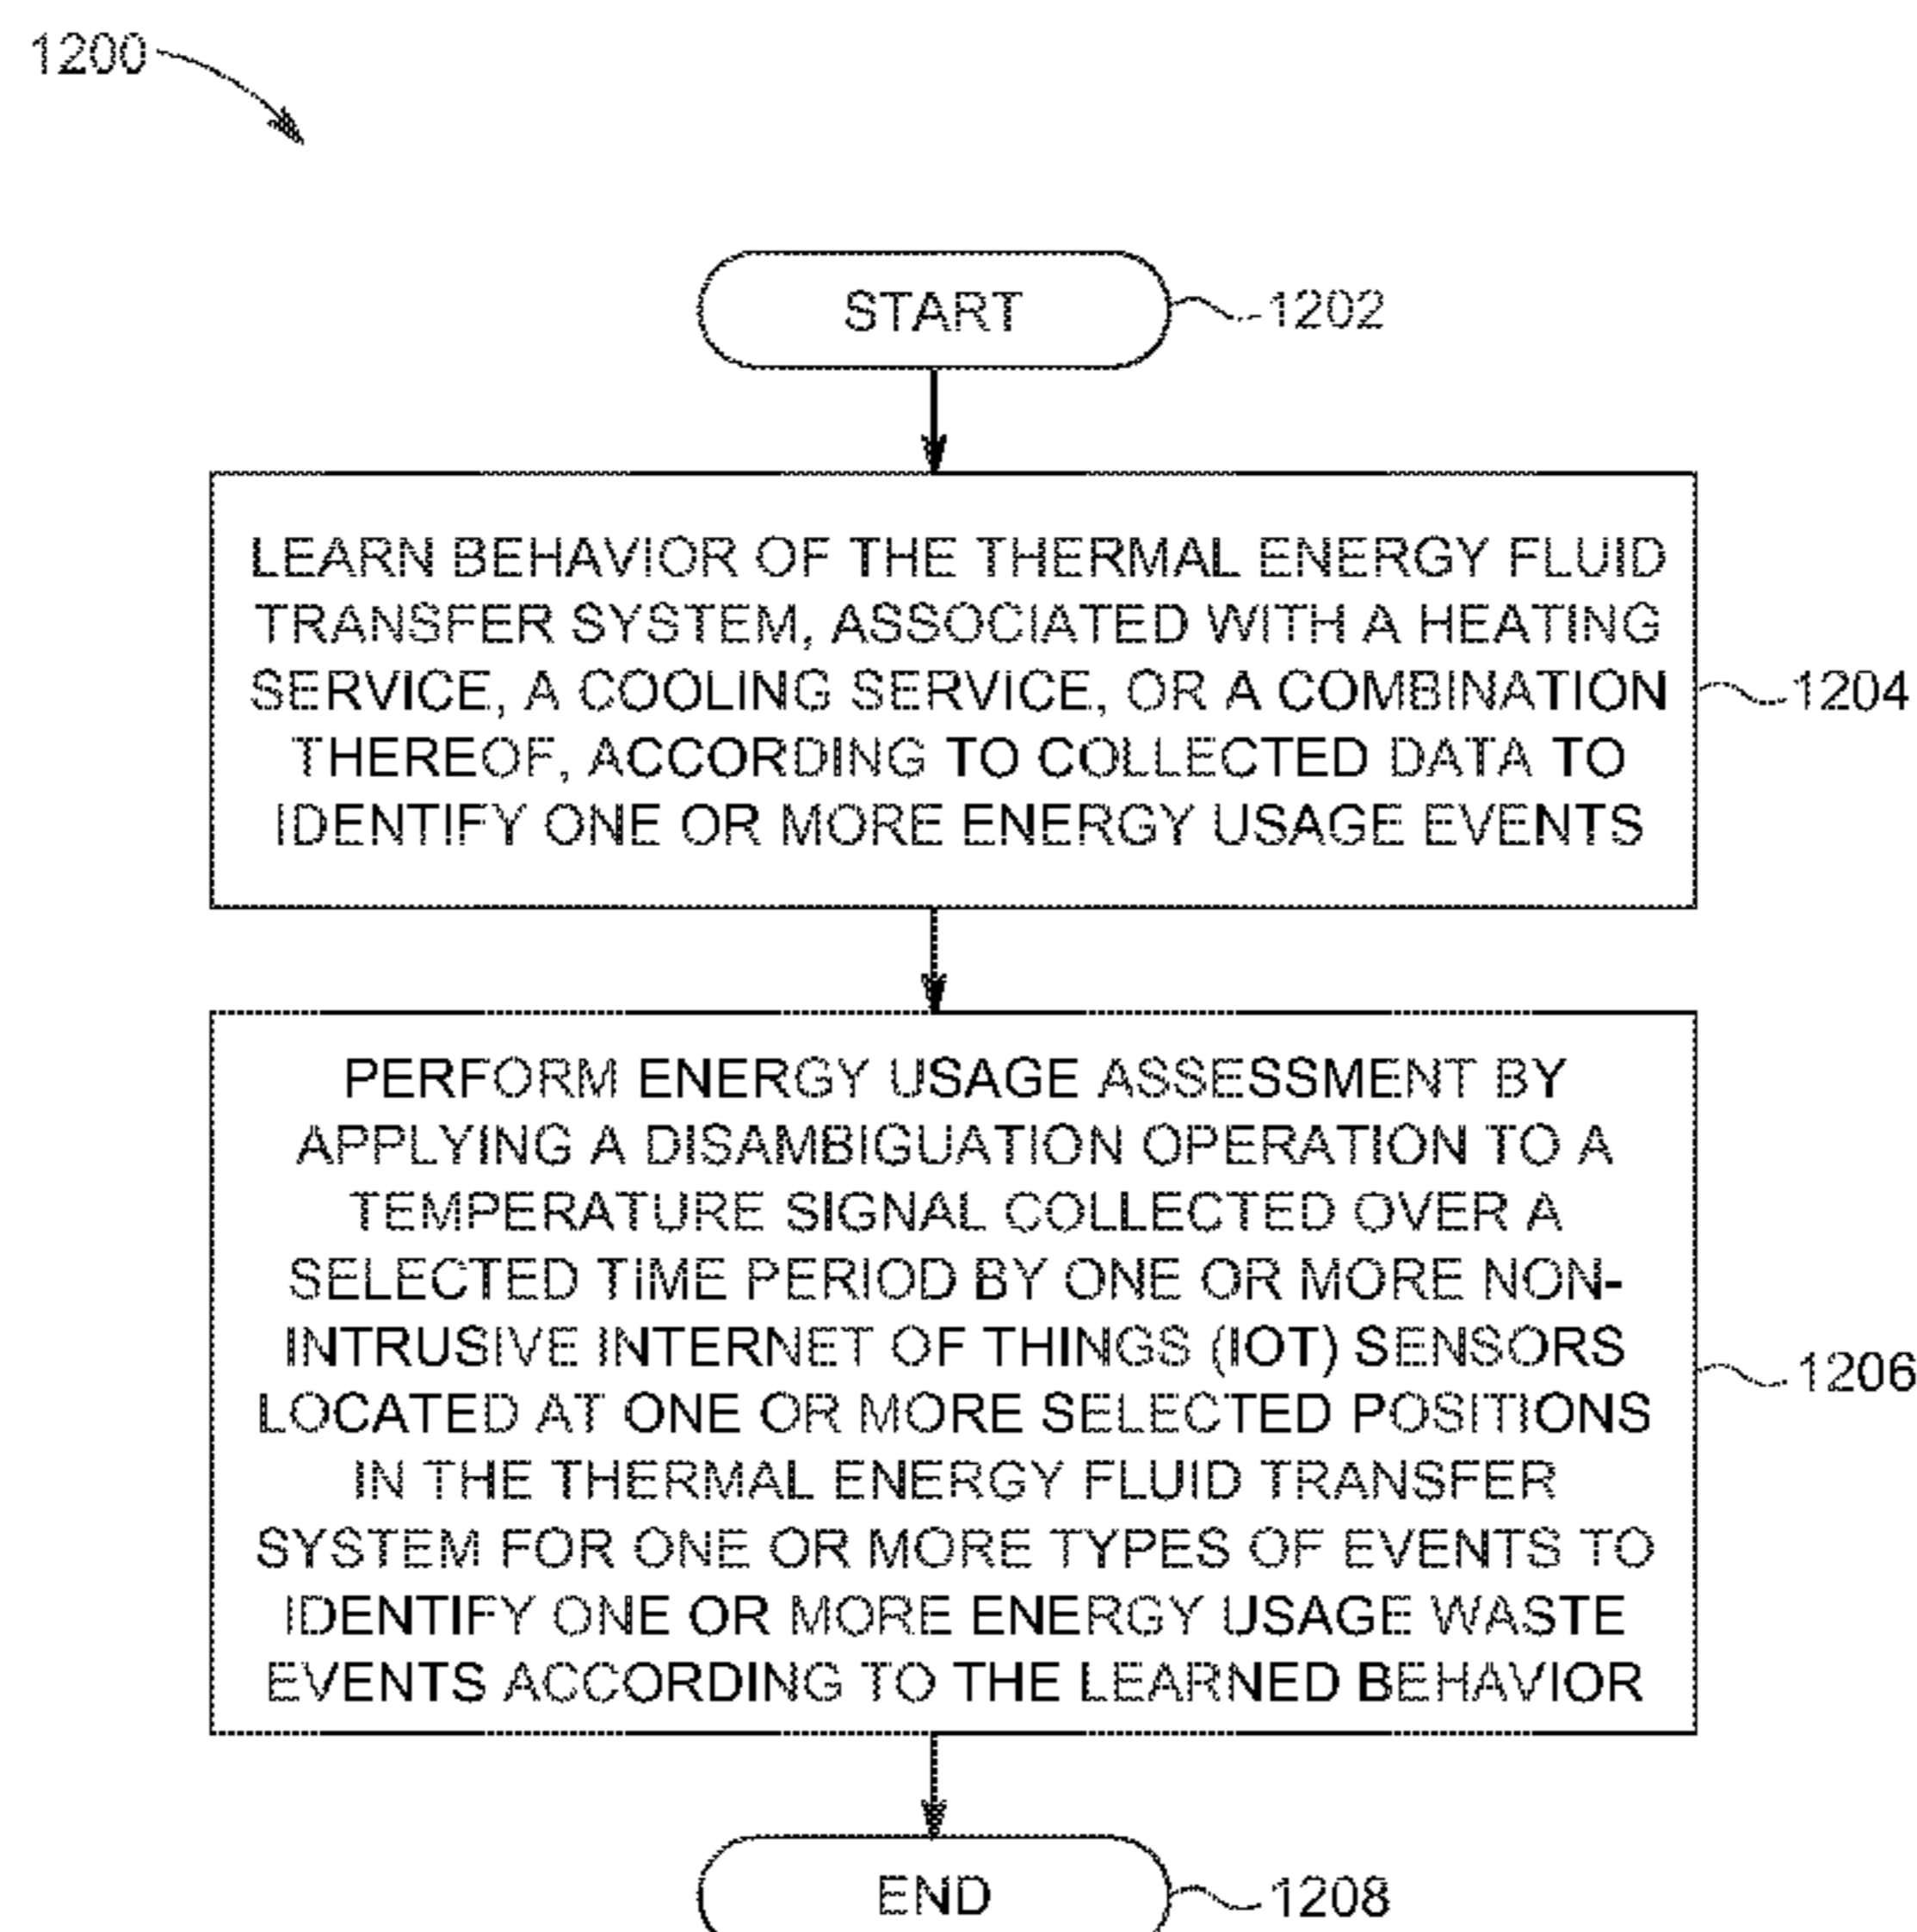 1200
START
1202
LEARN BEHAVIOR OF THE THERMAL ENERGY FLUID
TRANSFER SYSTEM, ASSOCIATED WITH A HEATING
SERVICE, A COOLING SERVICE, OR A COMBINATION
THEREOF, ACCORDING TO COLLECTED DATA TO
IDENTIFY ONE OR MORE ENERGY USAGE EVENTS
1204
PERFORM ENERGY USAGE ASSESSMENT BY
APPLYING A DISAMBIGUATION OPERATION TO A
TEMPERATURE SIGNAL COLLECTED OVER A
SELECTED TIME PERIOD BY ONE OR MORE NON-
INTRUSIVE INTERNET OF THINGS (IOT) SENSORS
LOCATED AT ONE OR MORE SELECTED POSITIONS
IN THE THERMAL ENERGY FLUID TRANSFER
SYSTEM FOR ONE OR MORE TYPES OF EVENTS TO
IDENTIFY ONE OR MORE ENERGY USAGE WASTE
EVENTS ACCORDING TO THE LEARNED BEHAVIOR
1206
END
1208